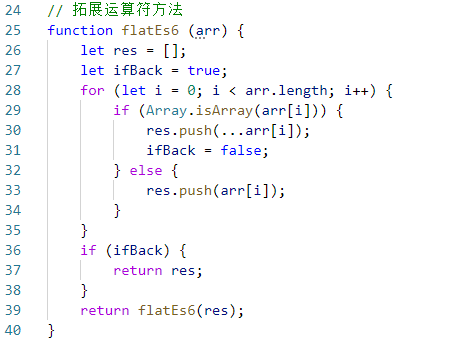 24 // 拓展运算符方法
25 function flatEs6 (arr) {
26     let res = [];
27     let ifBack = true;
28     for (let i = 0; i < arr.length; i++) {
29         if (Array.isArray(arr[i])) {
30             res.push(...arr[i]);
31             ifBack = false;
32         } else {
33             res.push(arr[i]);
34         }
35     }
36     if (ifBack) {
37         return res;
38     }
39     return flatEs6(res);
40 }